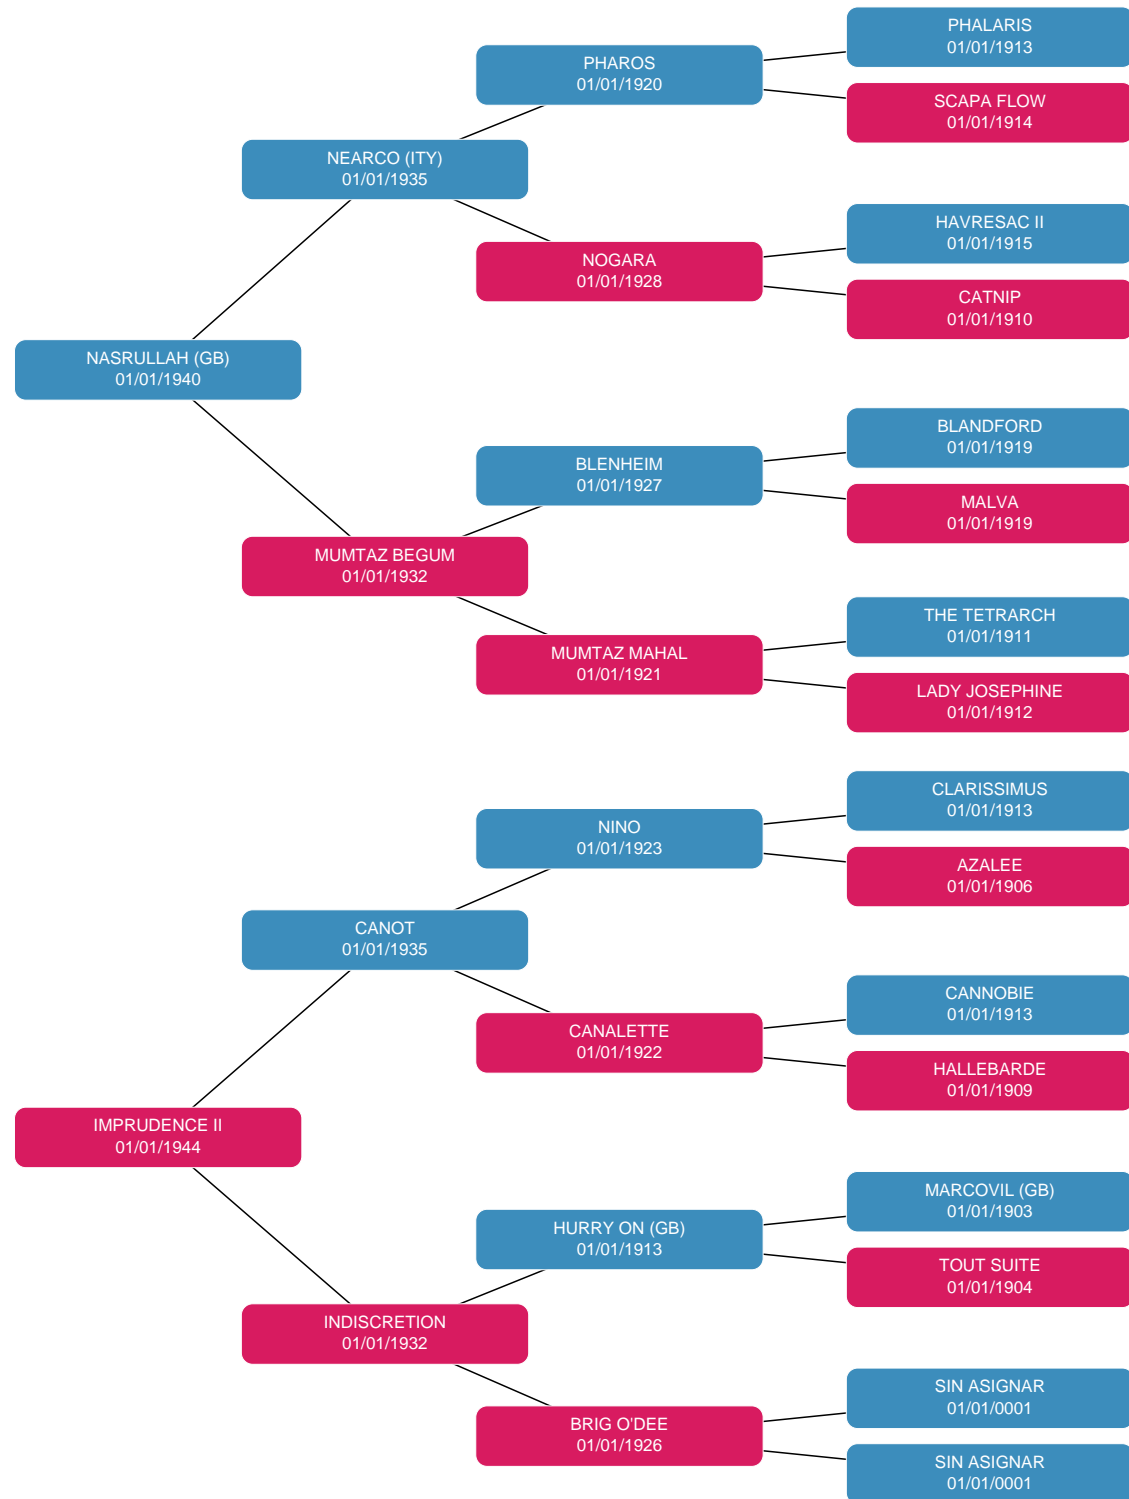 PHALARIS
01/01/1913
PHAROS
01/01/1920
SCAPA FLOW
01/01/1914
NEARCO (ITY)
01/01/1935
HAVRESAC II
01/01/1915
NOGARA
01/01/1928
CATNIP
01/01/1910
NASRULLAH (GB)
01/01/1940
BLANDFORD
01/01/1919
BLENHEIM
01/01/1927
MALVA
01/01/1919
MUMTAZ BEGUM
01/01/1932
THE TETRARCH
01/01/1911
MUMTAZ MAHAL
01/01/1921
LADY JOSEPHINE
01/01/1912
CLARISSIMUS
01/01/1913
NINO
01/01/1923
AZALEE
01/01/1906
CANOT
01/01/1935
CANNOBIE
01/01/1913
CANALETTE
01/01/1922
HALLEBARDE
01/01/1909
IMPRUDENCE II
01/01/1944
MARCOVIL (GB)
01/01/1903
HURRY ON (GB)
01/01/1913
TOUT SUITE
01/01/1904
INDISCRETION
01/01/1932
SIN ASIGNAR
01/01/0001
BRIG O'DEE
01/01/1926
SIN ASIGNAR
01/01/0001